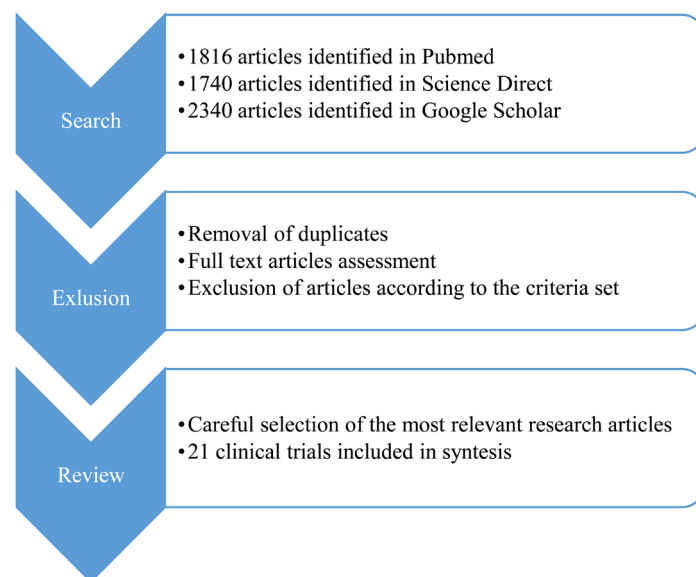 Search
•1816 articles identified in Pubmed
•1740 articles identified in Science Direct
•2340 articles identified in Google Scholar
Exlusion
•Removal of duplicates
•Full text articles assessment
•Exclusion of articles according to the criteria set
Review
•Careful selection of the most relevant research articles
•21 clinical trials included in syntesis